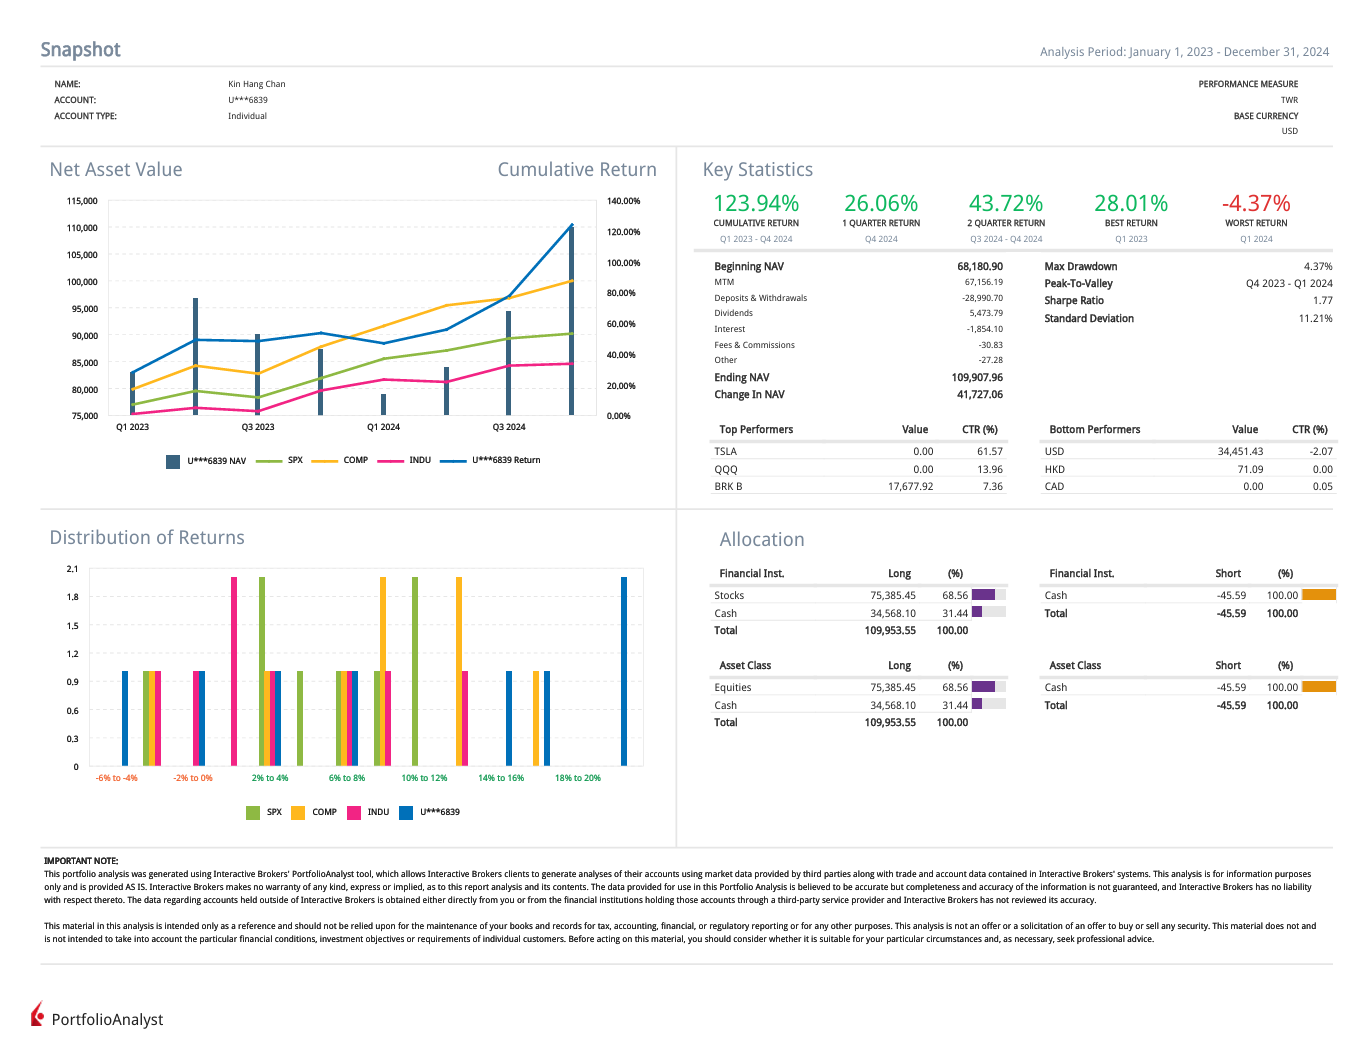 Snapshot
Analysis Period: January 1, 2023 - December 31, 2024
NAME: Kin Hang Chan
ACCOUNT: U***6839
ACCOUNT TYPE: Individual
PERFORMANCE MEASURE
TWR
BASE CURRENCY
USD
Net Asset Value
Cumulative Return
115,000
110,000
105,000
100,000
95,000
90,000
85,000
80,000
75,000
140.00%
120.00%
100.00%
80.00%
60.00%
40.00%
20.00%
0.00%
Q1 2023 Q3 2023 Q1 2024 Q3 2024
U***6839 NAV SPX COMP INDU U***6839 Return
Key Statistics
123.94% 26.06% 43.72% 28.01% -4.37%
CUMULATIVE RETURN 1 QUARTER RETURN 2 QUARTER RETURN BEST RETURN WORST RETURN
Q1 2023 - Q4 2024 Q4 2024 Q3 2024 - Q4 2024 Q1 2023 Q1 2024
Beginning NAV 68,180.90
MTM 67,156.19
Deposits & Withdrawals -28,990.70
Dividends 5,473.79
Interest -1,854.10
Fees & Commissions -30.83
Other -27.28
Ending NAV 109,907.96
Change In NAV 41,727.06
Max Drawdown 4.37%
Peak-To-Valley Q4 2023 - Q1 2024
Sharpe Ratio 1.77
Standard Deviation 11.21%
Top Performers Value CTR (%)
TSLA 0.00 61.57
QQQ 0.00 13.96
BRK B 17,677.92 7.36
Bottom Performers Value CTR (%)
USD 34,451.43 -2.07
HKD 71.09 0.00
CAD 0.00 0.05
Distribution of Returns
2.1
1.8
1.5
1.2
0.9
0.6
0.3
0
-6% to -4% -2% to 0% 2% to 4% 6% to 8% 10% to 12% 14% to 16% 18% to 20%
SPX COMP INDU U***6839
Allocation
Financial Inst. Long (%)
Stocks 75,385.45 68.56
Cash 34,568.10 31.44
Total 109,953.55 100.00
Financial Inst. Short (%)
Cash -45.59 100.00
Total -45.59 100.00
Asset Class Long (%)
Equities 75,385.45 68.56
Cash 34,568.10 31.44
Total 109,953.55 100.00
Asset Class Short (%)
Cash -45.59 100.00
Total -45.59 100.00
IMPORTANT NOTE:
This portfolio analysis was generated using Interactive Brokers' PortfolioAnalyst tool, which allows Interactive Brokers clients to generate analyses of their accounts using market data provided by third parties along with trade and account data contained in Interactive Brokers' systems. This analysis is for information purposes
only and is provided AS IS. Interactive Brokers makes no warranty of any kind, express or implied, as to this report analysis and its contents. The data provided for use in this Portfolio Analysis is believed to be accurate but completeness and accuracy of the information is not guaranteed, and Interactive Brokers has no liability
with respect thereto. The data regarding accounts held outside of Interactive Brokers is obtained either directly from you or from the financial institutions holding those accounts through a third-party service provider and Interactive Brokers has not reviewed its accuracy.
This material in this analysis is intended only as a reference and should not be relied upon for the maintenance of your books and records for tax, accounting, financial, or regulatory reporting or for any other purposes. This analysis is not an offer or a solicitation of an offer to buy or sell any security. This material does not and
is not intended to take into account the particular financial conditions, investment objectives or requirements of individual customers. Before acting on this material, you should consider whether it is suitable for your particular circumstances and, as necessary, seek professional advice.
PortfolioAnalyst